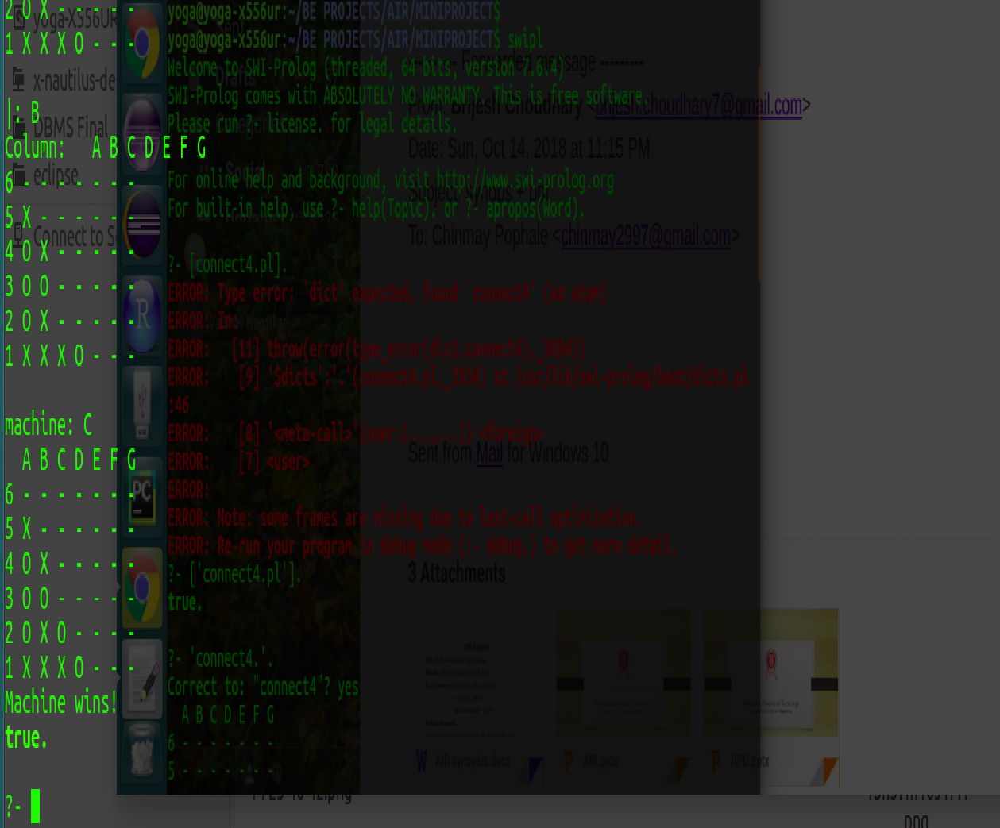 2 O X - - - - -
yoga-X556UR
1 X X X O - - -
x-nautilus-de
|: B
DBMS Final
Column: A B C D E F G
6 - - - - - - -
eclipse
5 X - - - - - -
Connect to Se
4 O X - - - - -
3 O O - - - - -
2 O X - - - - -
1 X X X O - - -
machine: C
A B C D E F G
6 - - - - - - -
5 X - - - - - -
4 O X - - - - -
3 O O - - - - -
2 O X O - - - -
1 X X X O - - -
Machine wins!
true.
?-
yoga@yoga-x556ur:~/BE PROJECTS/AIR/MINIPROJECT$
yoga@yoga-x556ur:~/BE PROJECTS/AIR/MINIPROJECT$ swipl
Welcome to SWI-Prolog (threaded, 64 bits, version 7.6.4)
SWI-Prolog comes with ABSOLUTELY NO WARRANTY. This is free software.
Please run ?- license. for legal details.
For online help and background, visit http://www.swi-prolog.org
For built-in help, use ?- help(Topic). or ?- apropos(Word).
?- [connect4.pl].
ERROR: Type error: `dict' expected, found `connect4' (an atom)
ERROR: In:
ERROR:   [11] throw(error(type_error(dict,connect4),_3894))
ERROR:    [9] '$dicts':'.'(connect4,pl,_3934) at /usr/lib/swi-prolog/boot/dicts.pl
:46
ERROR:    [8] '<meta-call>'(user:(...,...)) <foreign>
ERROR:    [7] <user>
ERROR:
ERROR: Note: some frames are missing due to last-call optimization.
ERROR: Re-run your program in debug mode (:- debug.) to get more detail.
?- ['connect4.pl'].
true.
?- 'connect4.'.
Correct to: "connect4"? yes
A B C D E F G
6 - - - - - - -
5 - - - - - - -
Sent
Drafts
Social
---------- Forwarded message ---------
From: Brijesh Choudhary <brijesh.choudhary7@gmail.com>
Date: Sun, Oct 14, 2018 at 11:15 PM
Subject: synops + ppt
To: Chinmay Pophale <chinmay2997@gmail.com>
Sent from Mail for Windows 10
3 Attachments
AIR Synopsis
W AIR synopsis.docx
P AIR.pptx
P HPC.pptx
PC
R
png